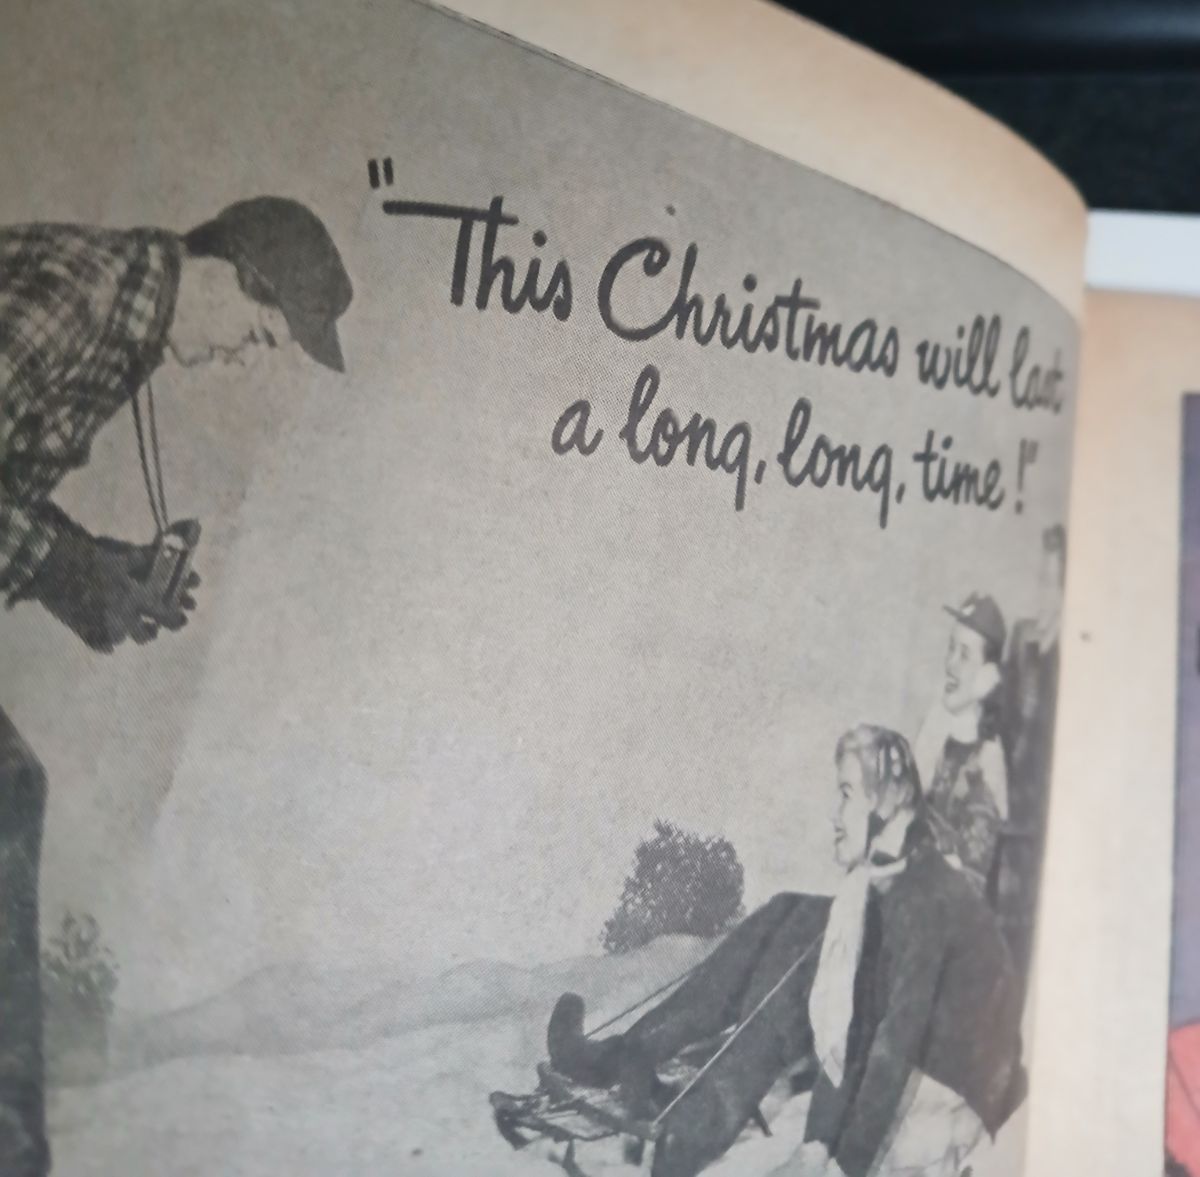 "This Christmas will last
a long, long, time!"